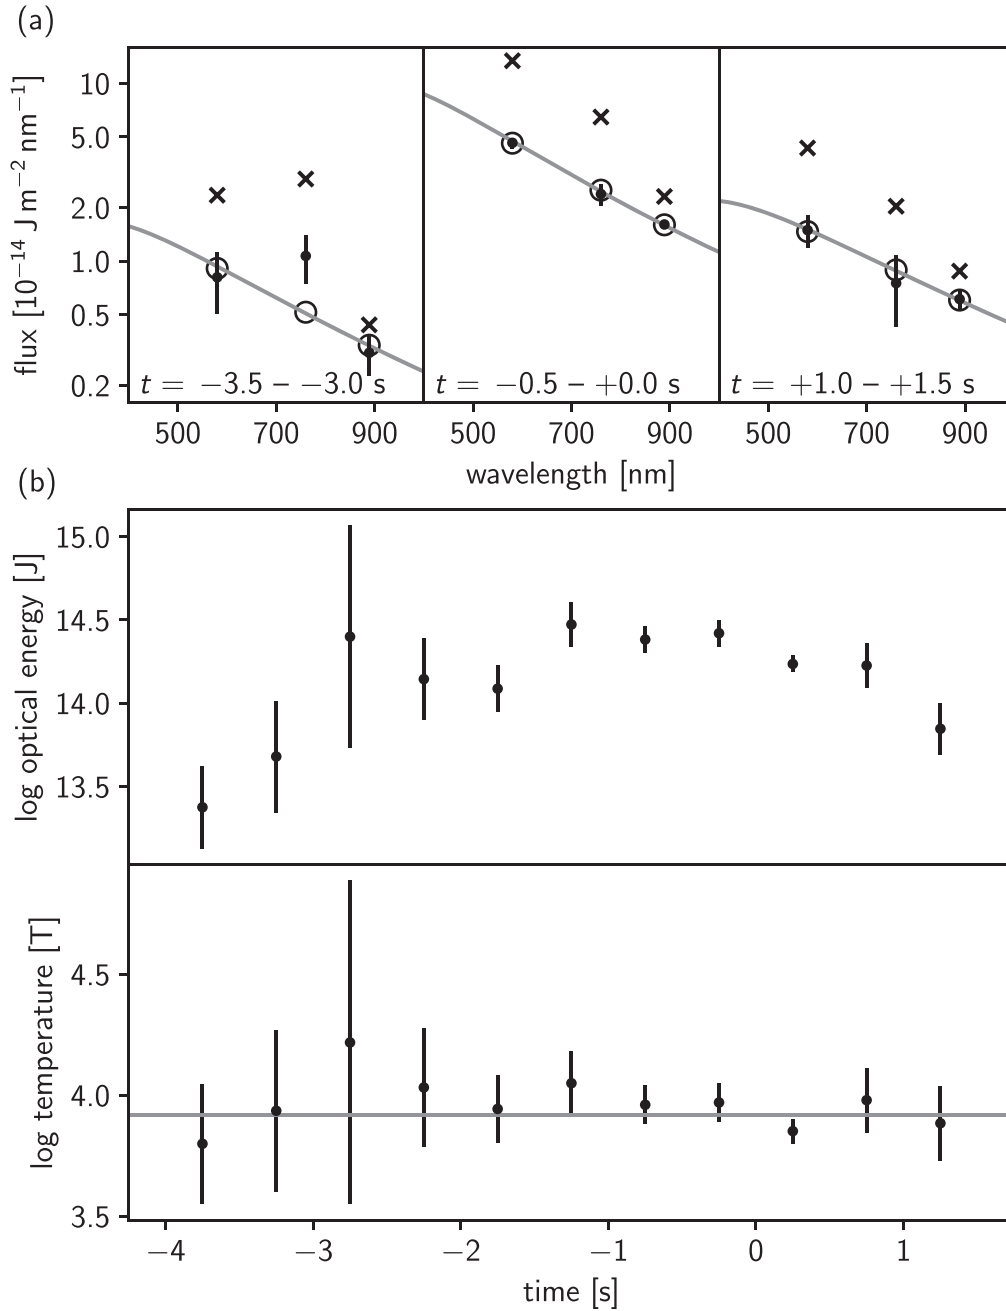 (a)
flux [10⁻¹⁴ J m⁻² nm⁻¹]
10
5.0
2.0
1.0
0.5
0.2
t = −3.5 – −3.0 s
t = −0.5 – +0.0 s
t = +1.0 – +1.5 s
500 700 900 500 700 900 500 700 900
wavelength [nm]
(b)
log optical energy [J]
15.0
14.5
14.0
13.5
log temperature [T]
4.5
4.0
3.5
−4 −3 −2 −1 0 1
time [s]